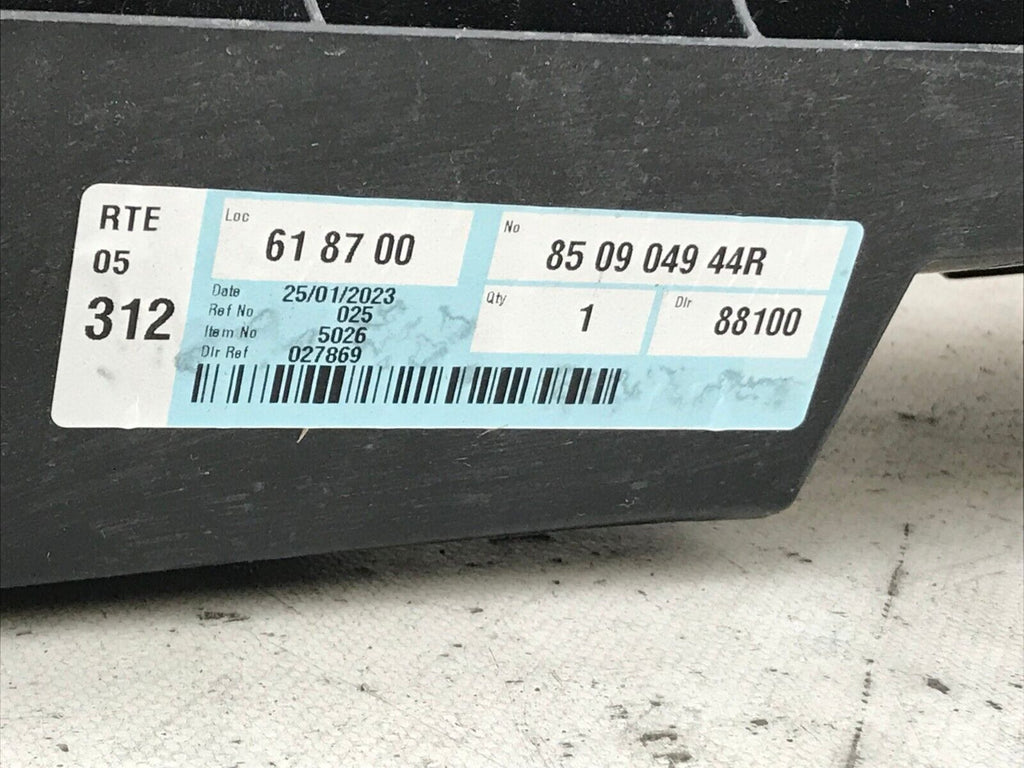 RTE
05
312
Loc
61 87 00
No
85 09 049 44R
Date 25/01/2023
Ref No 025
Item No 5026
Dlr Ref 027869
Qty
1
Dlr
88100